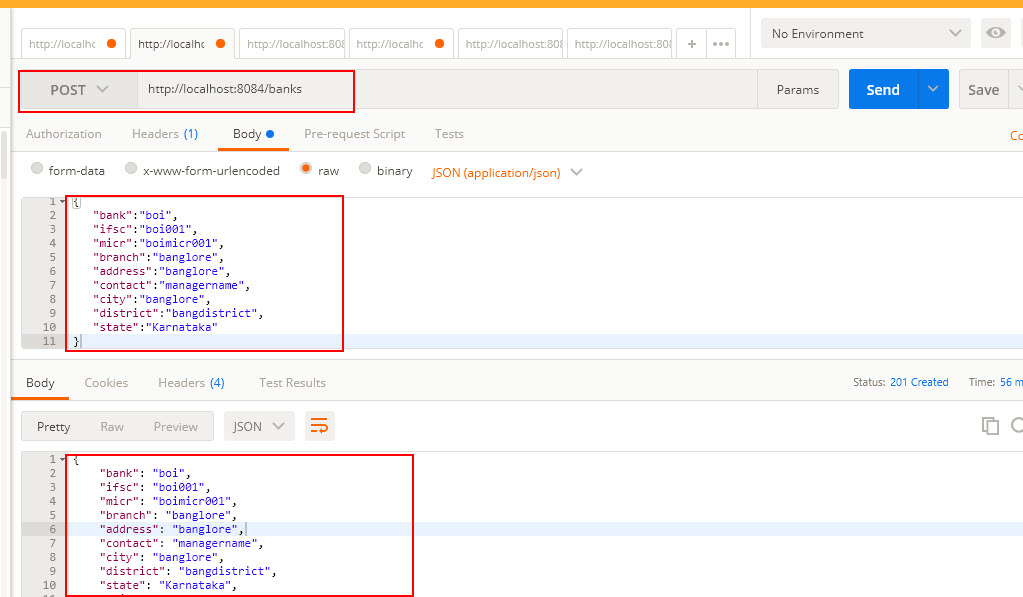 http://localhc http://localhc http://localhost:808 http://localhc http://localhost:808 http://localhost:808 + ••• No Environment
POST http://localhost:8084/banks Params Send Save
Authorization Headers (1) Body Pre-request Script Tests Co
form-data x-www-form-urlencoded raw binary JSON (application/json)
1 {
2 "bank":"boi",
3 "ifsc":"boi001",
4 "micr":"boimicr001",
5 "branch":"banglore",
6 "address":"banglore",
7 "contact":"managername",
8 "city":"banglore",
9 "district":"bangdistrict",
10 "state":"Karnataka"
11 }
Body Cookies Headers (4) Test Results Status: 201 Created Time: 56 m
Pretty Raw Preview JSON
1 {
2 "bank": "boi",
3 "ifsc": "boi001",
4 "micr": "boimicr001",
5 "branch": "banglore",
6 "address": "banglore",
7 "contact": "managername",
8 "city": "banglore",
9 "district": "bangdistrict",
10 "state": "Karnataka",